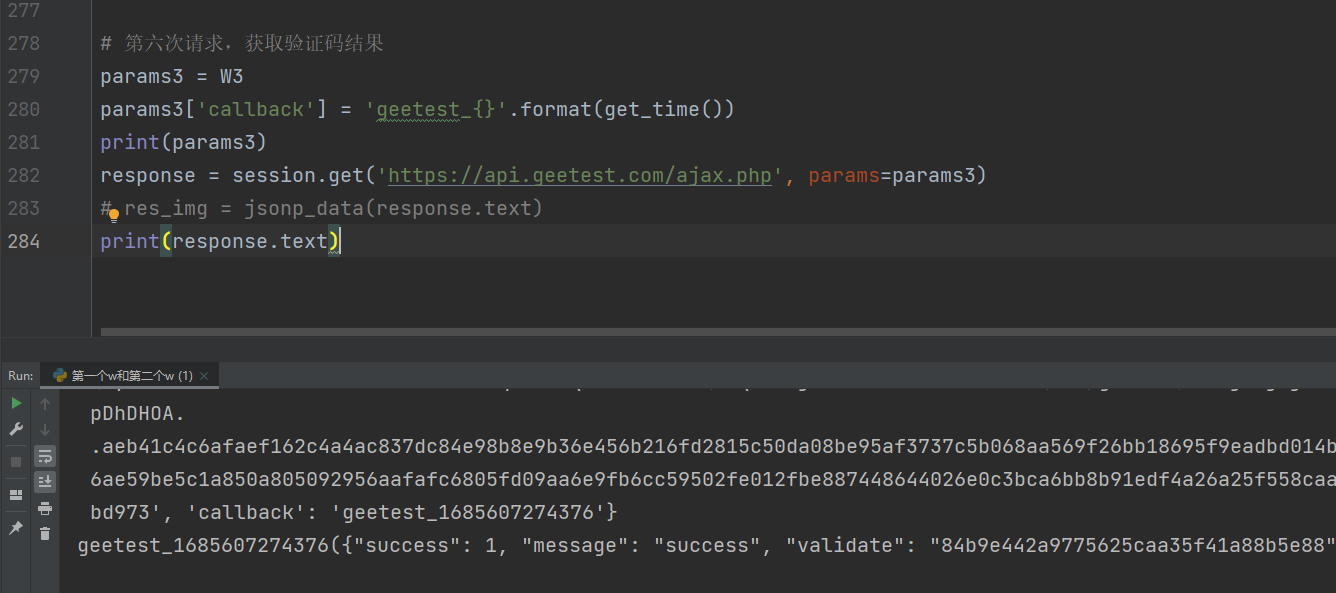 277
278 # 第六次请求，获取验证码结果
279 params3 = W3
280 params3['callback'] = 'geetest_{}'.format(get_time())
281 print(params3)
282 response = session.get('https://api.geetest.com/ajax.php', params=params3)
283 # res_img = jsonp_data(response.text)
284 print(response.text)
Run: 第一个w和第二个w (1)
pDhDHOA.
.aeb41c4c6afaef162c4a4ac837dc84e98b8e9b36e456b216fd2815c50da08be95af3737c5b068aa569f26bb18695f9eadbd014b
6ae59be5c1a850a805092956aafafc6805fd09aa6e9fb6cc59502fe012fbe887448644026e0c3bca6bb8b91edf4a26a25f558caa
bd973', 'callback': 'geetest_1685607274376'}
geetest_1685607274376({"success": 1, "message": "success", "validate": "84b9e442a9775625caa35f41a88b5e88"